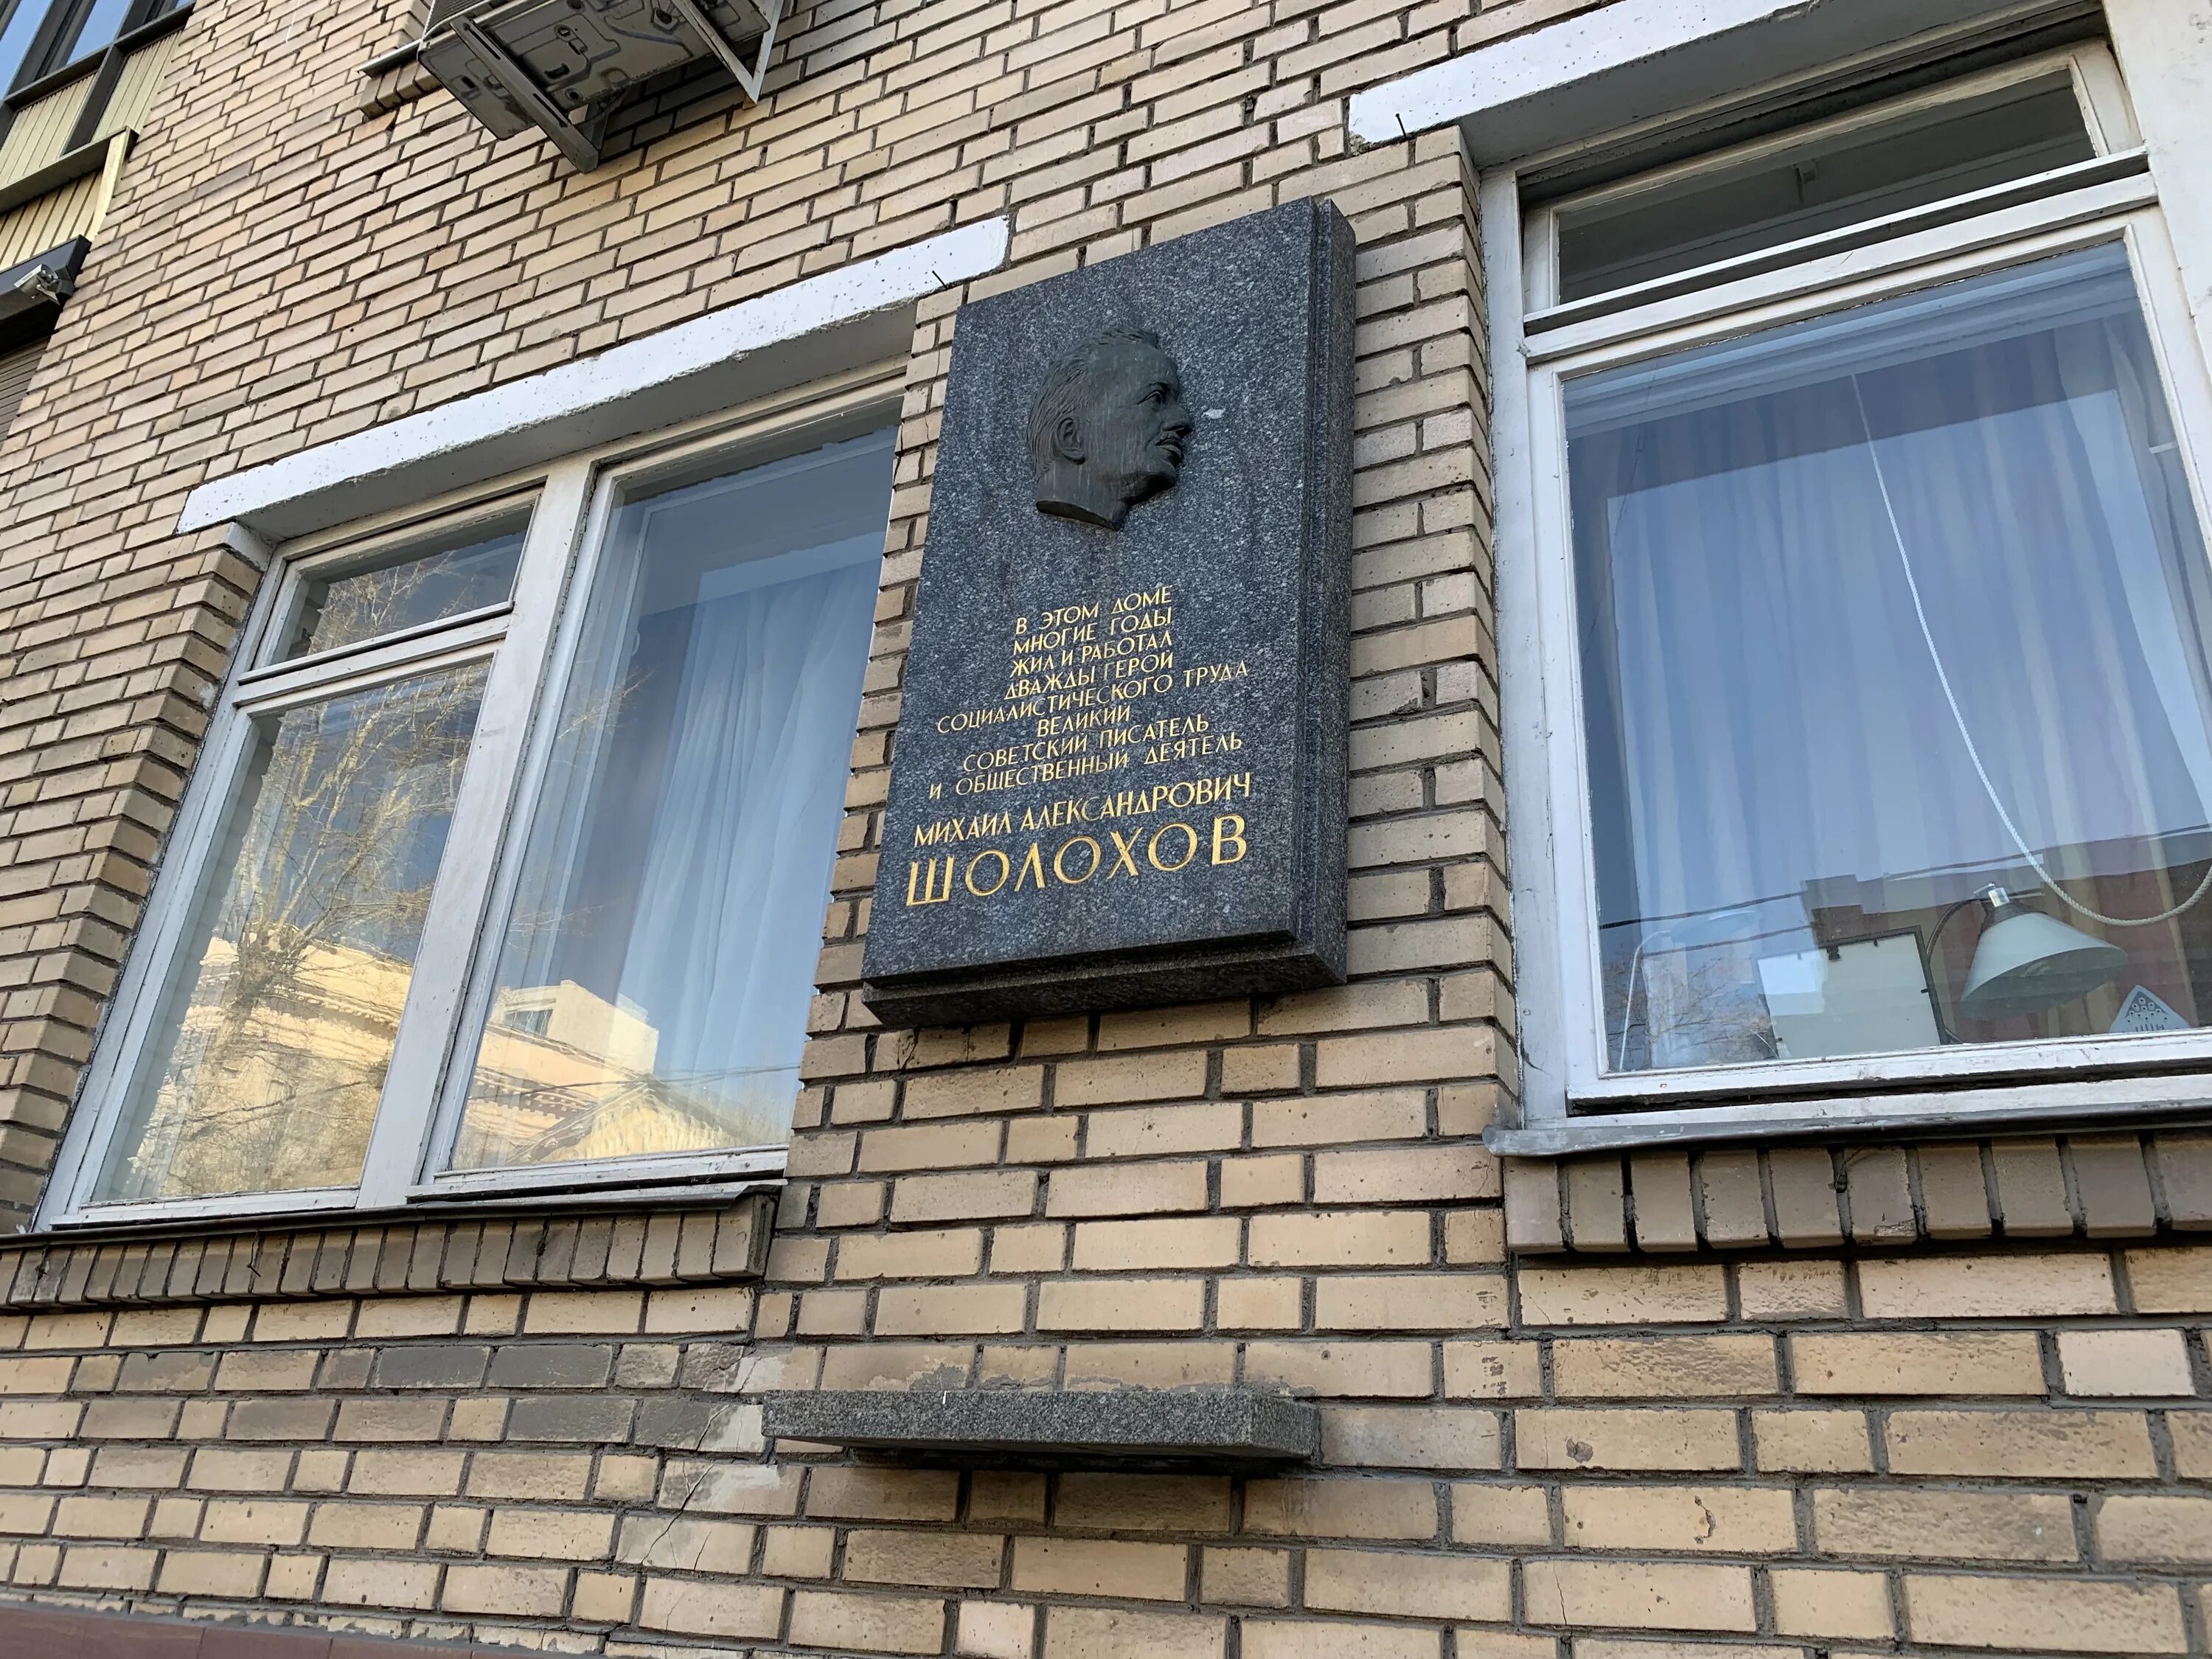 В ЭТОМ ДОМЕ
МНОГИЕ ГОДЫ
ЖИЛ И РАБОТАЛ
ДВАЖДЫ ГЕРОЙ
СОЦИАЛИСТИЧЕСКОГО ТРУДА
ВЕЛИКИЙ
СОВЕТСКИЙ ПИСАТЕЛЬ
И ОБЩЕСТВЕННЫЙ ДЕЯТЕЛЬ
МИХАИЛ АЛЕКСАНДРОВИЧ
ШОЛОХОВ